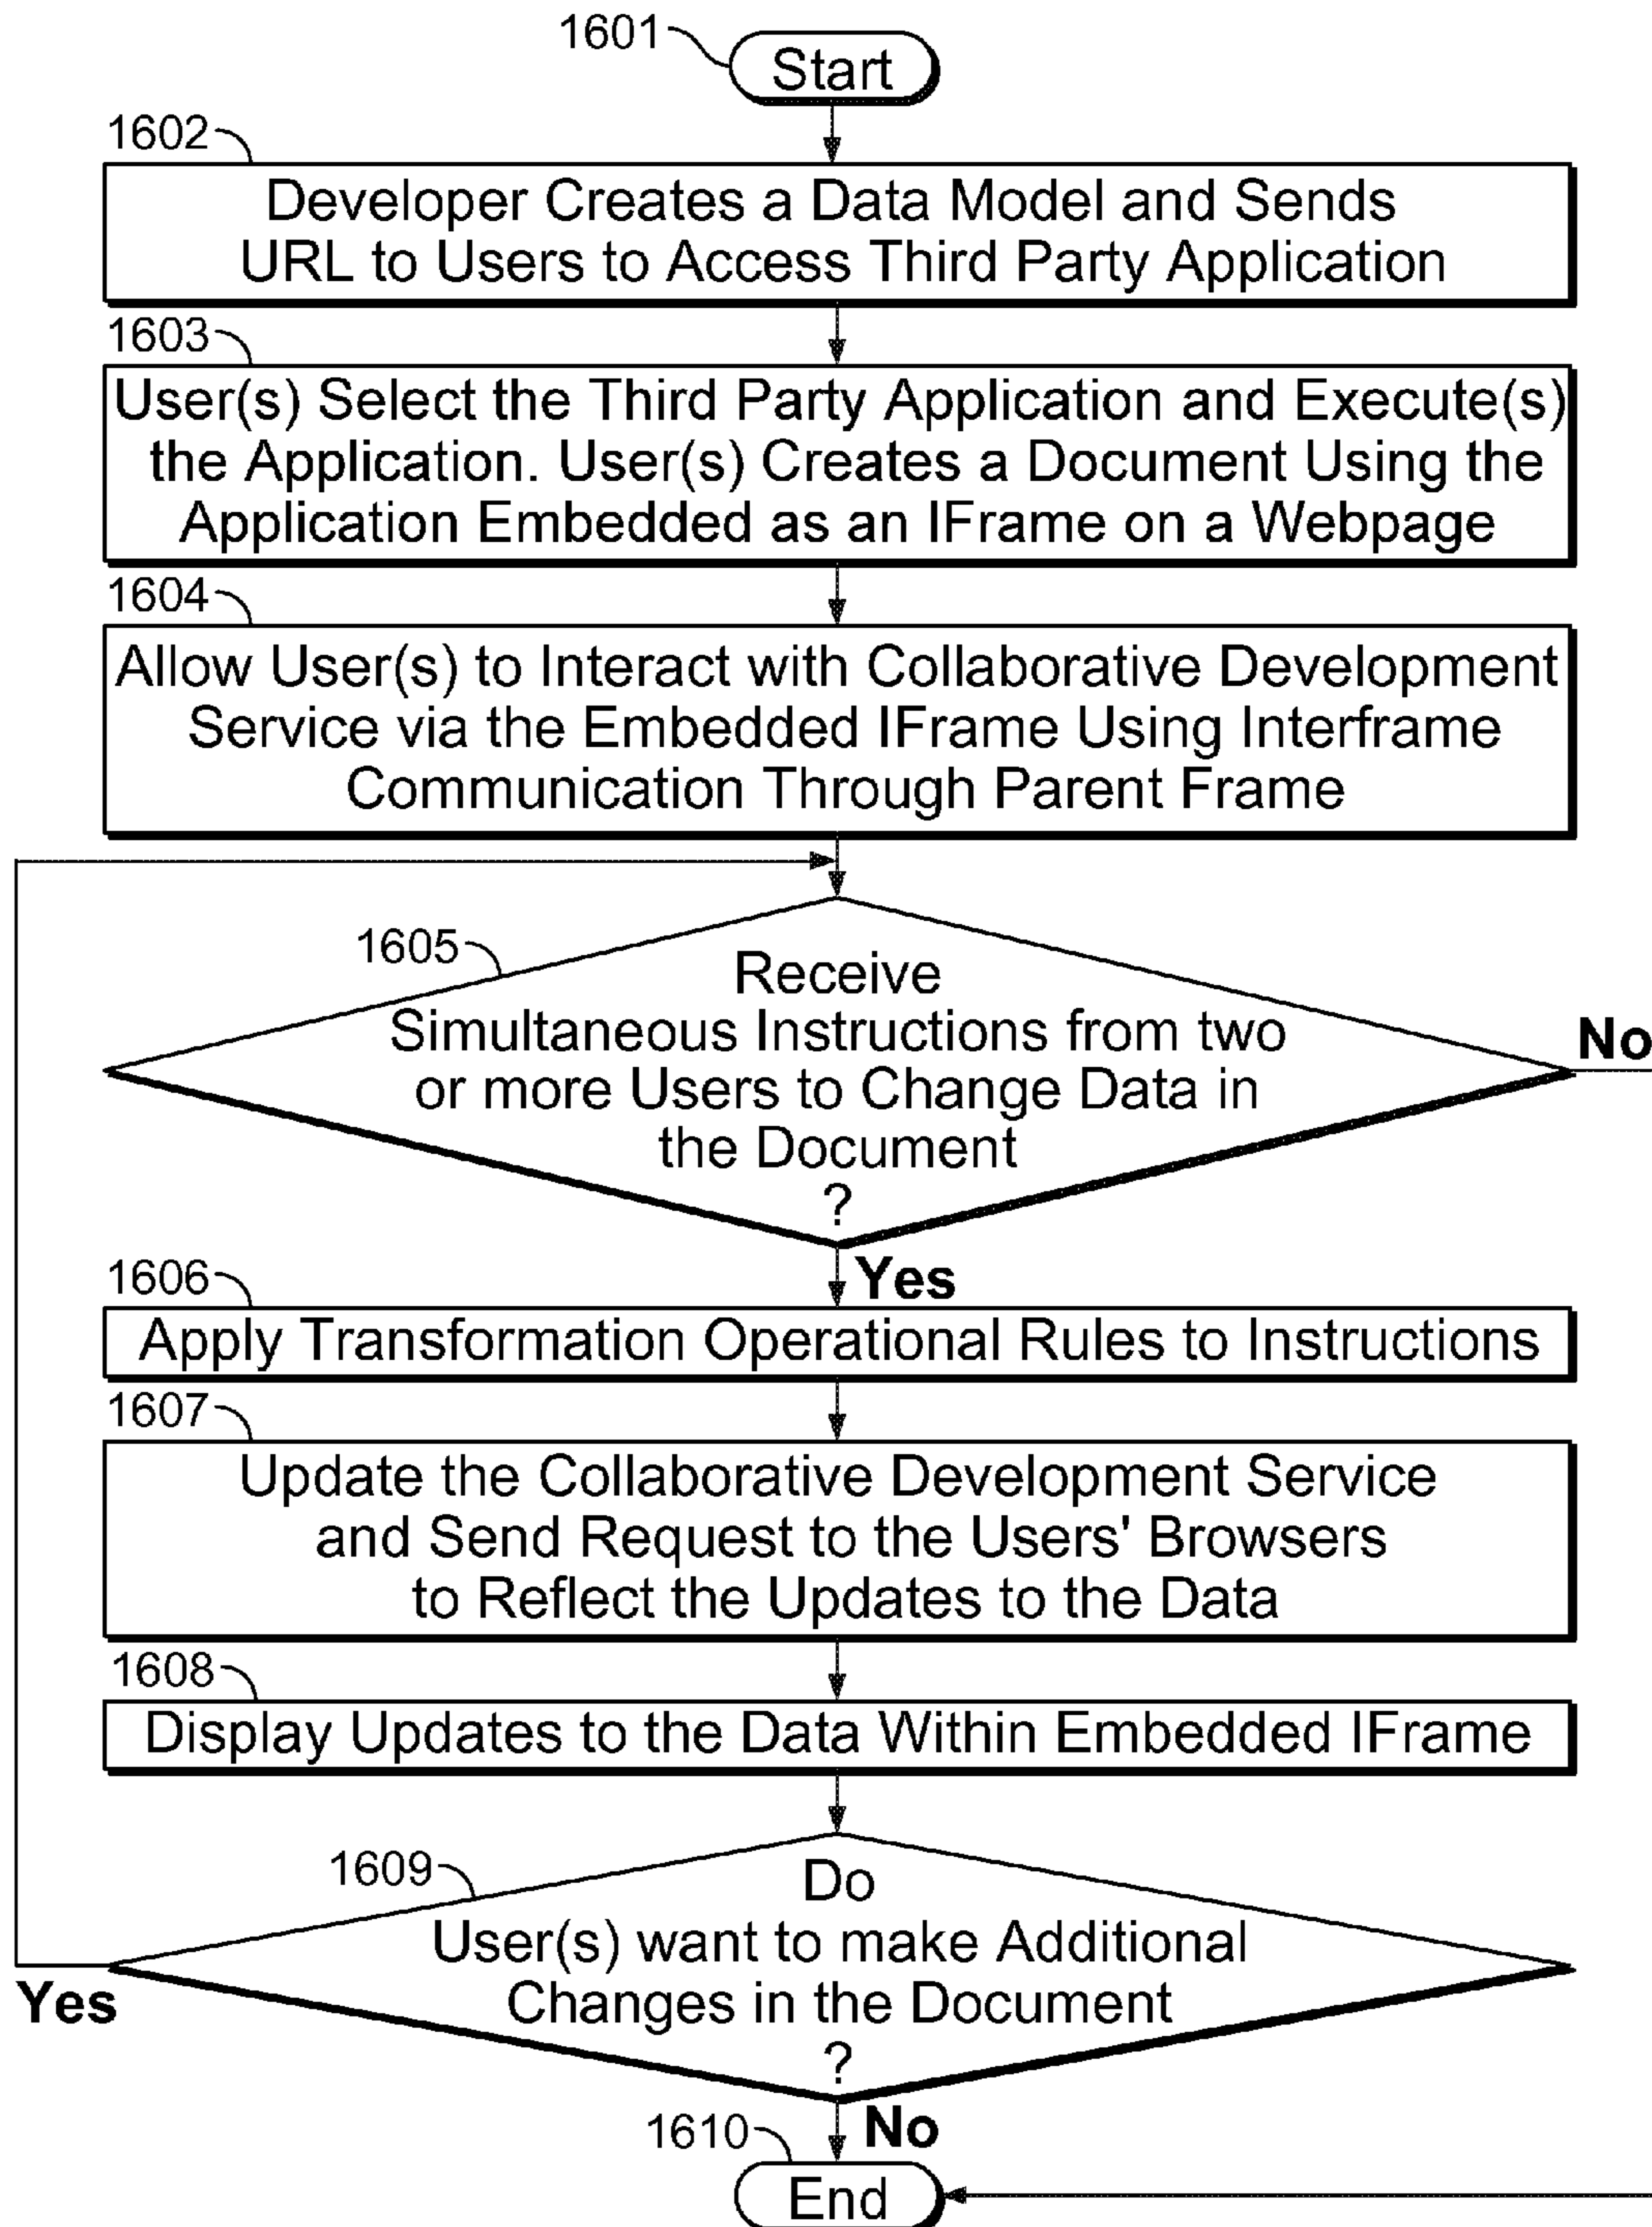 1601
Start
1602
Developer Creates a Data Model and Sends
URL to Users to Access Third Party Application
1603
User(s) Select the Third Party Application and Execute(s)
the Application. User(s) Creates a Document Using the
Application Embedded as an IFrame on a Webpage
1604
Allow User(s) to Interact with Collaborative Development
Service via the Embedded IFrame Using Interframe
Communication Through Parent Frame
1605
Receive
Simultaneous Instructions from two
or more Users to Change Data in
the Document
?
No
Yes
1606
Apply Transformation Operational Rules to Instructions
1607
Update the Collaborative Development Service
and Send Request to the Users' Browsers
to Reflect the Updates to the Data
1608
Display Updates to the Data Within Embedded IFrame
1609
Do
User(s) want to make Additional
Changes in the Document
?
Yes
No
1610
End